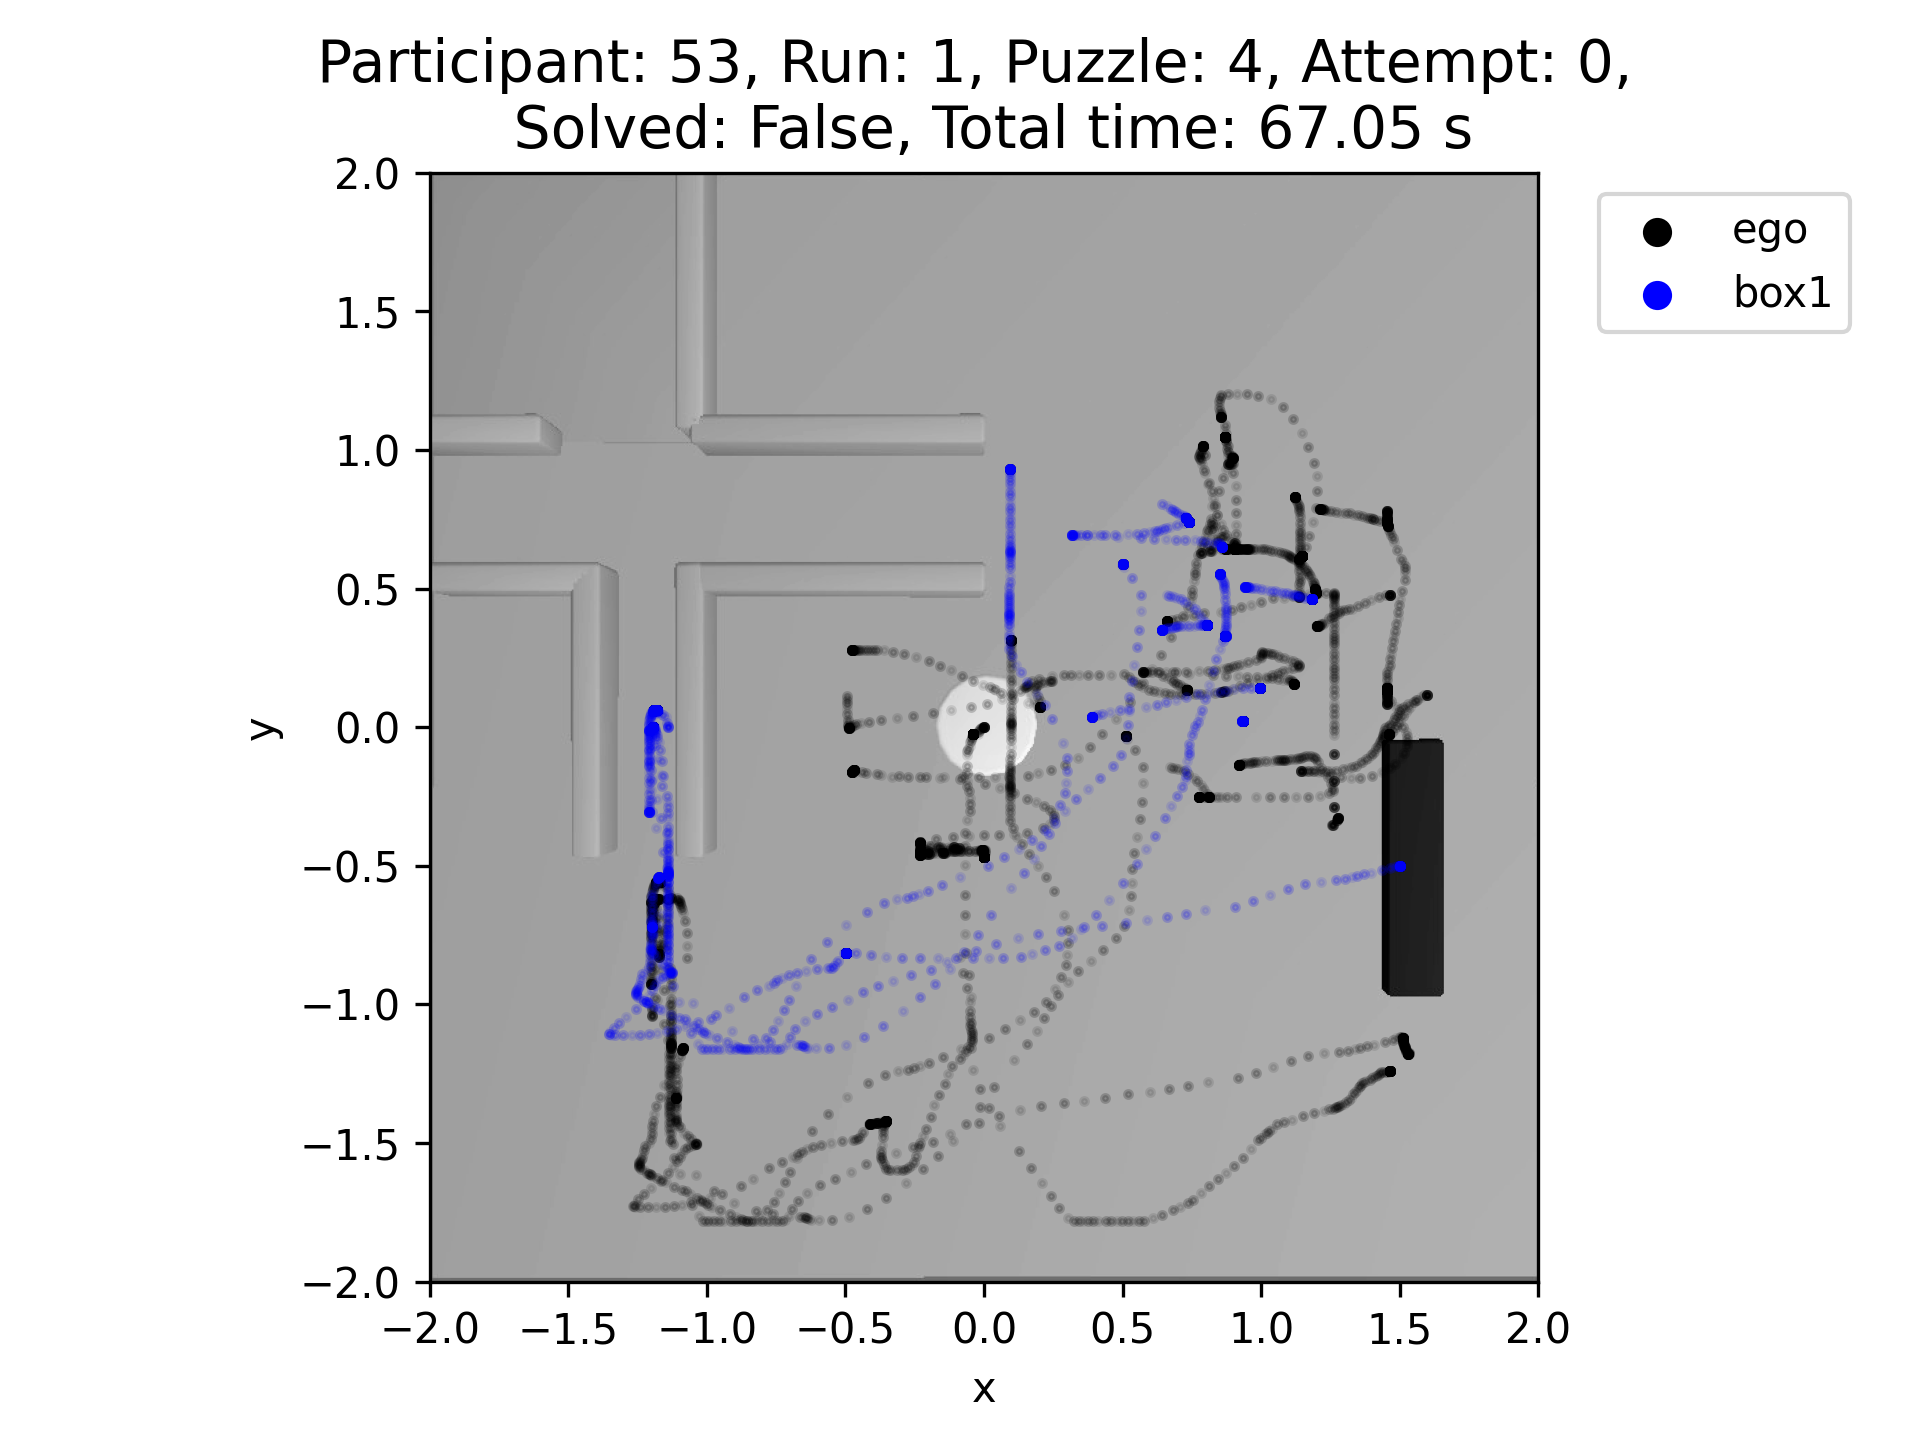 Participant: 53, Run: 1, Puzzle: 4, Attempt: 0,
Solved: False, Total time: 67.05 s
ego
box1
2.0
1.5
1.0
0.5
0.0
−0.5
−1.0
−1.5
−2.0
y
−2.0 −1.5 −1.0 −0.5 0.0 0.5 1.0 1.5 2.0
x